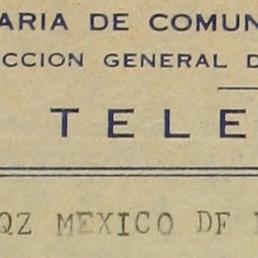 ARIA DE COMUN
CCION GENERAL D
TELE
QZ MEXICO DF